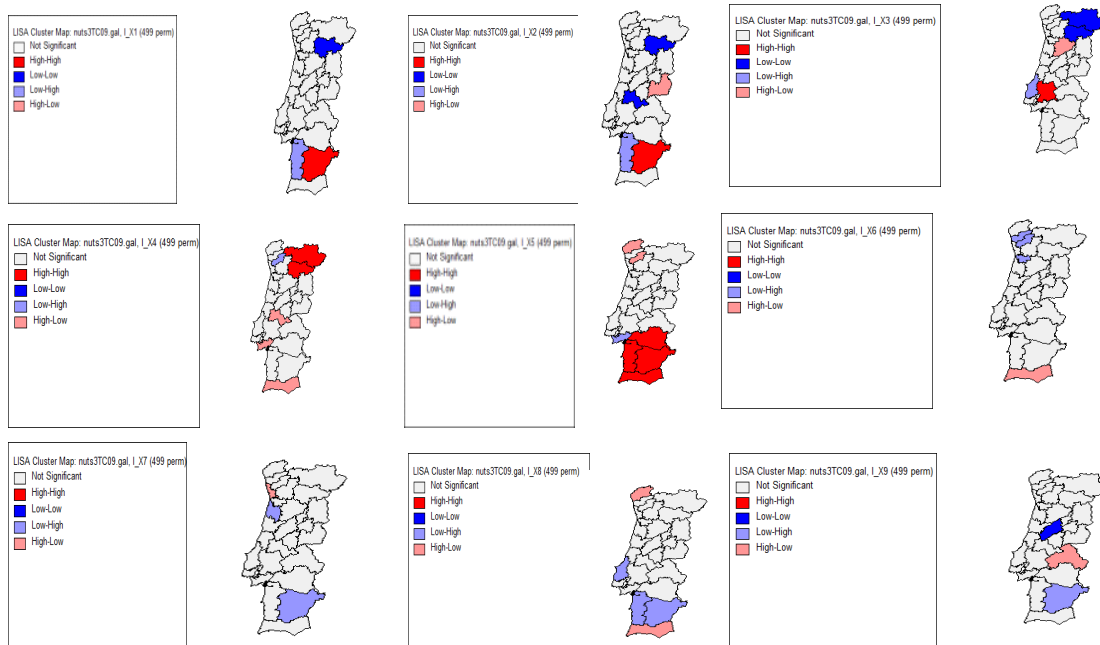 LISA Cluster Map: nuts3TC09.gal, I_X1 (499 perm)
Not Significant
High-High
Low-Low
Low-High
High-Low
LISA Cluster Map: nuts3TC09.gal, I_X2 (499 perm)
Not Significant
High-High
Low-Low
Low-High
High-Low
LISA Cluster Map: nuts3TC09.gal, I_X3 (499 perm)
Not Significant
High-High
Low-Low
Low-High
High-Low
LISA Cluster Map: nuts3TC09.gal, I_X4 (499 perm)
Not Significant
High-High
Low-Low
Low-High
High-Low
LISA Cluster Map: nuts3TC09.gal, I_X5 (499 perm)
Not Significant
High-High
Low-Low
Low-High
High-Low
LISA Cluster Map: nuts3TC09.gal, I_X6 (499 perm)
Not Significant
High-High
Low-Low
Low-High
High-Low
LISA Cluster Map: nuts3TC09.gal, I_X7 (499 perm)
Not Significant
High-High
Low-Low
Low-High
High-Low
LISA Cluster Map: nuts3TC09.gal, I_X8 (499 perm)
Not Significant
High-High
Low-Low
Low-High
High-Low
LISA Cluster Map: nuts3TC09.gal, I_X9 (499 perm)
Not Significant
High-High
Low-Low
Low-High
High-Low